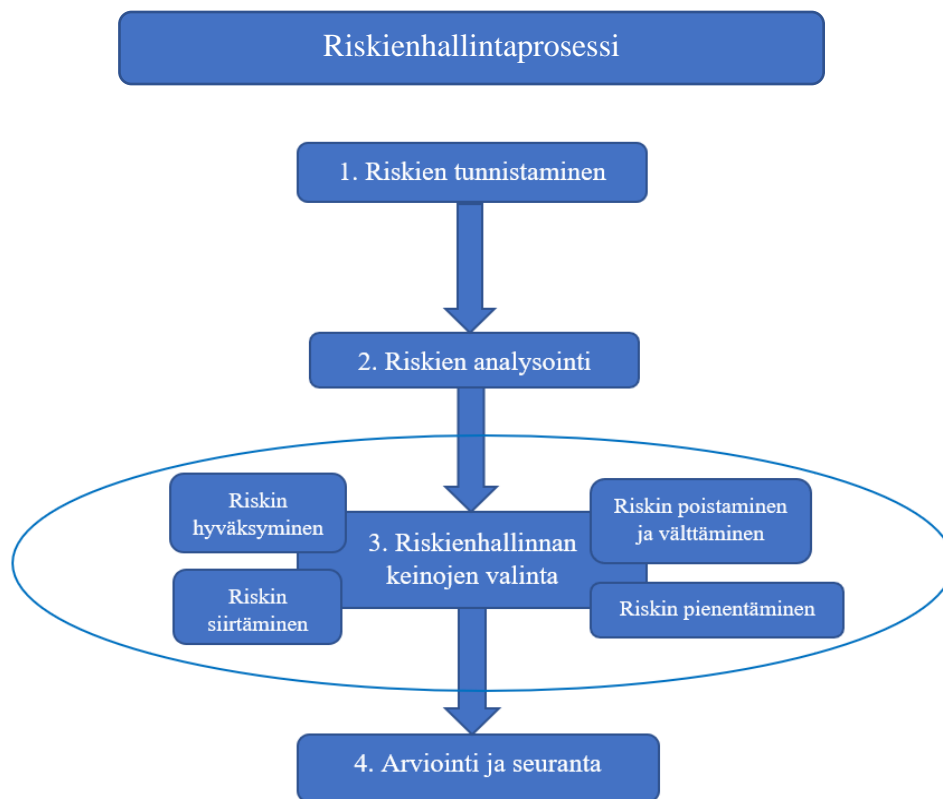 Riskienhallintaprosessi
1. Riskien tunnistaminen
2. Riskien analysointi
Riskin
hyväksyminen
Riskin poistaminen
ja välttäminen
3. Riskienhallinnan
keinojen valinta
Riskin
siirtäminen
Riskin pienentäminen
4. Arviointi ja seuranta